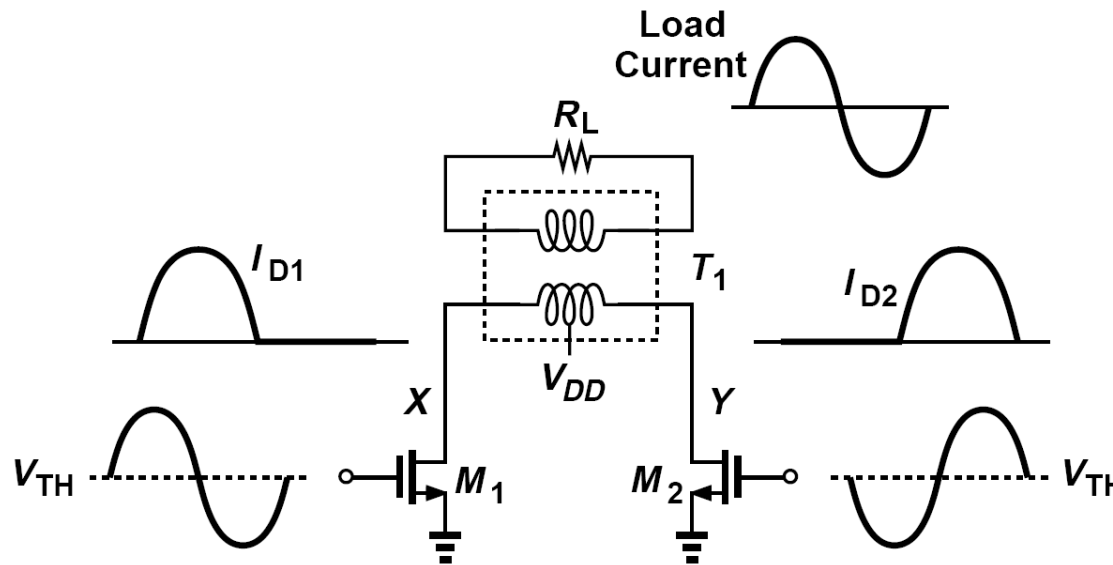 Load
Current
R_L
I_D1
T_1
I_D2
V_DD
X
Y
V_TH
M_1
M_2
V_TH